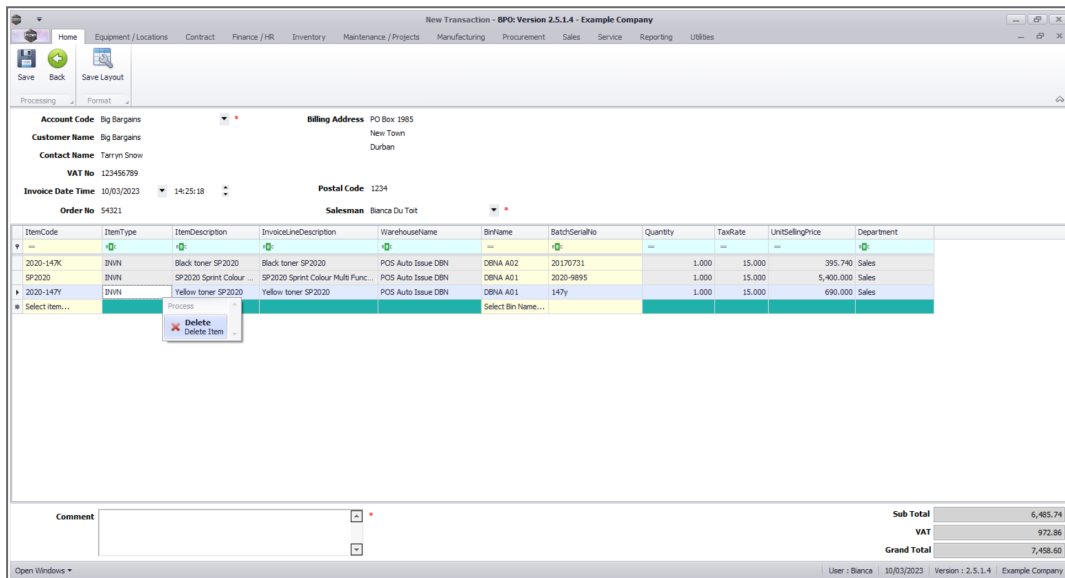 New Transaction - BPO: Version 2.5.1.4 - Example Company
Home Equipment / Locations Contract Finance / HR Inventory Maintenance / Projects Manufacturing Procurement Sales Service Reporting Utilities
Save Back Save Layout
Processing Format
Account Code Big Bargains * Billing Address PO Box 1985
Customer Name Big Bargains New Town
Durban
Contact Name Tarryn Snow
VAT No 123456789
Invoice Date Time 10/03/2023 14:25:18 Postal Code 1234
Order No 54321 Salesman Bianca Du Toit *
ItemCode ItemType ItemDescription InvoiceLineDescription WarehouseName BinName BatchSerialNo Quantity TaxRate UnitSellingPrice Department
2020-147K INVN Black toner SP2020 Black toner SP2020 POS Auto Issue DBN DBNA A02 20170731 1.000 15.000 395.740 Sales
SP2020 INVN SP2020 Sprint Colour ... SP2020 Sprint Colour Multi Func... POS Auto Issue DBN DBNA A01 2020-9895 1.000 15.000 5,400.000 Sales
2020-147Y INVN Yellow toner SP2020 Yellow toner SP2020 POS Auto Issue DBN DBNA A01 147y 1.000 15.000 690.000 Sales
Select item... Select Bin Name...
Process
Delete
Delete Item
Comment * Sub Total 6,485.74
VAT 972.86
Grand Total 7,458.60
Open Windows User : Bianca 10/03/2023 Version : 2.5.1.4 Example Company